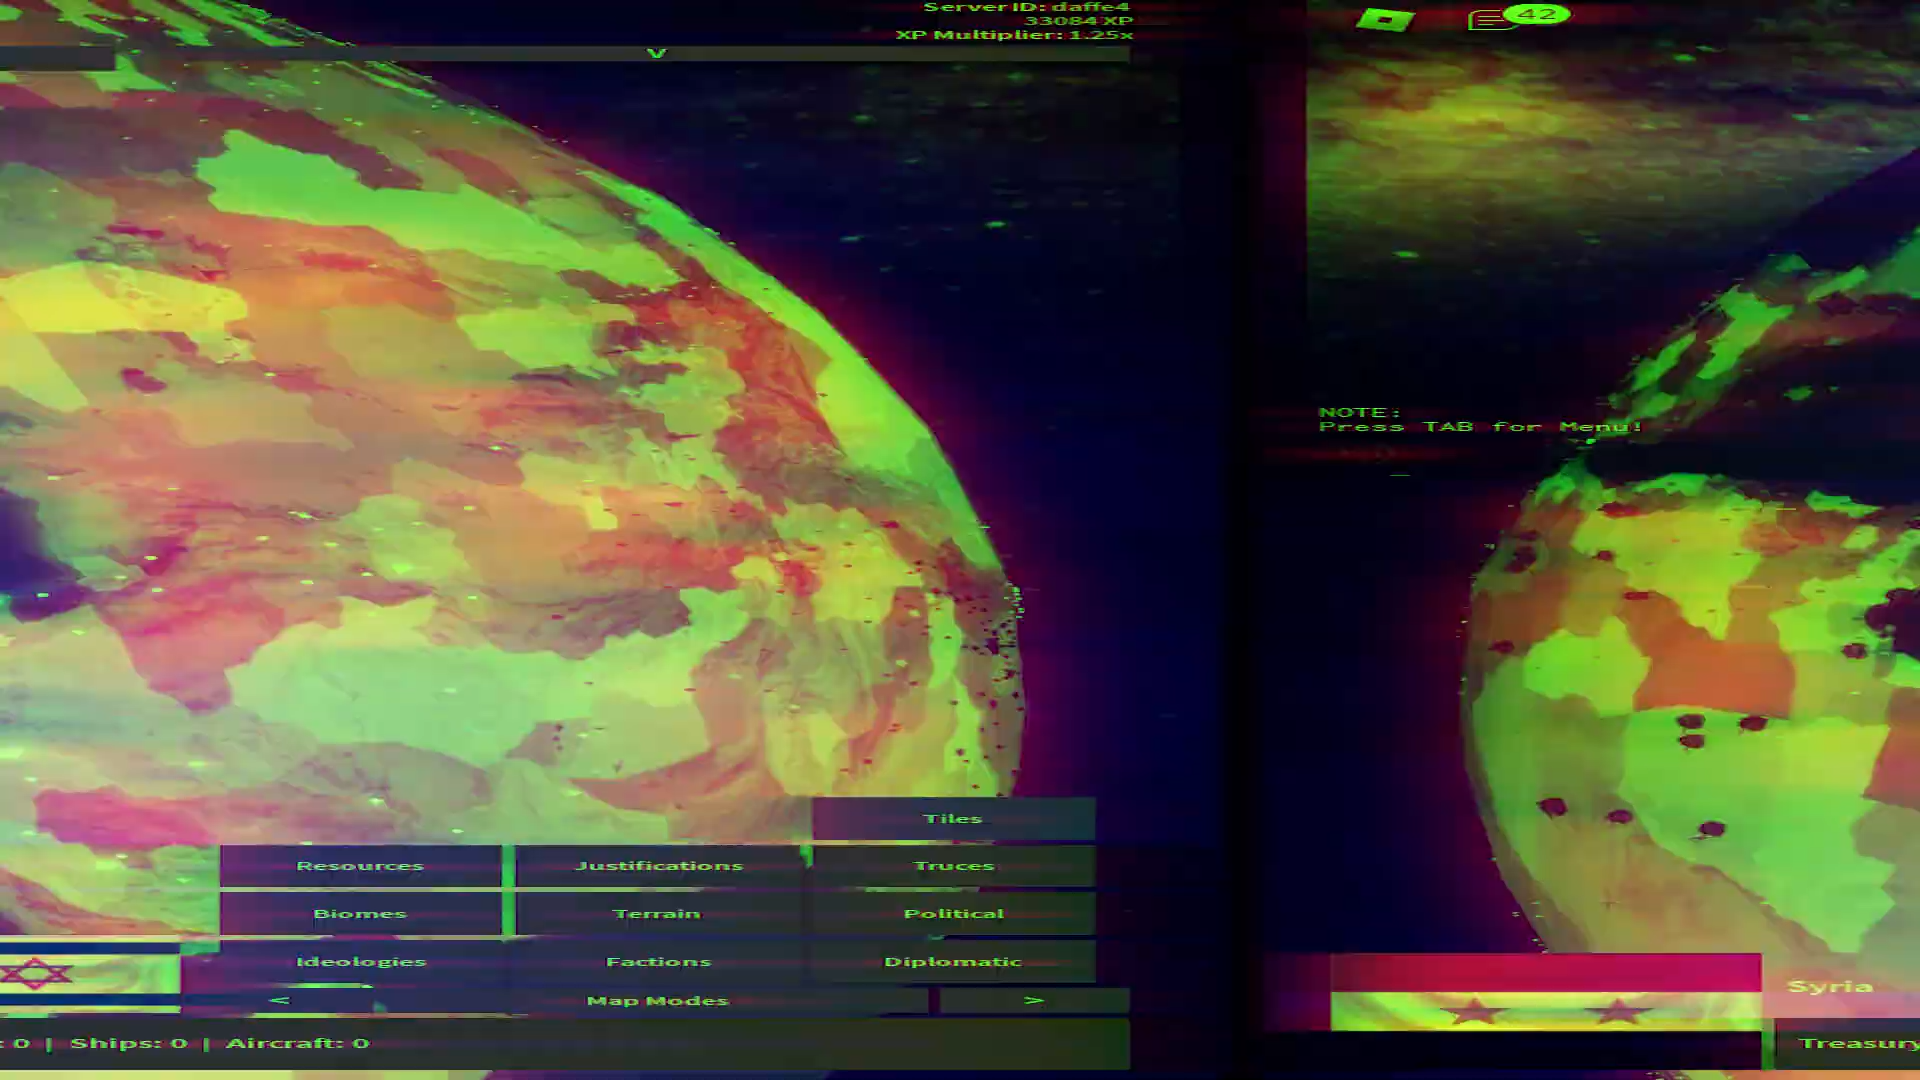 Server ID: daffe4
33084 XP
XP Multiplier: 1.25x
V
42
NOTE:
Press TAB for Menu!
Tiles
Resources Justifications Truces
Biomes Terrain Political
Ideologies Factions Diplomatic
< Map Modes >
: 0 | Ships: 0 | Aircraft: 0
Syria
Treasury